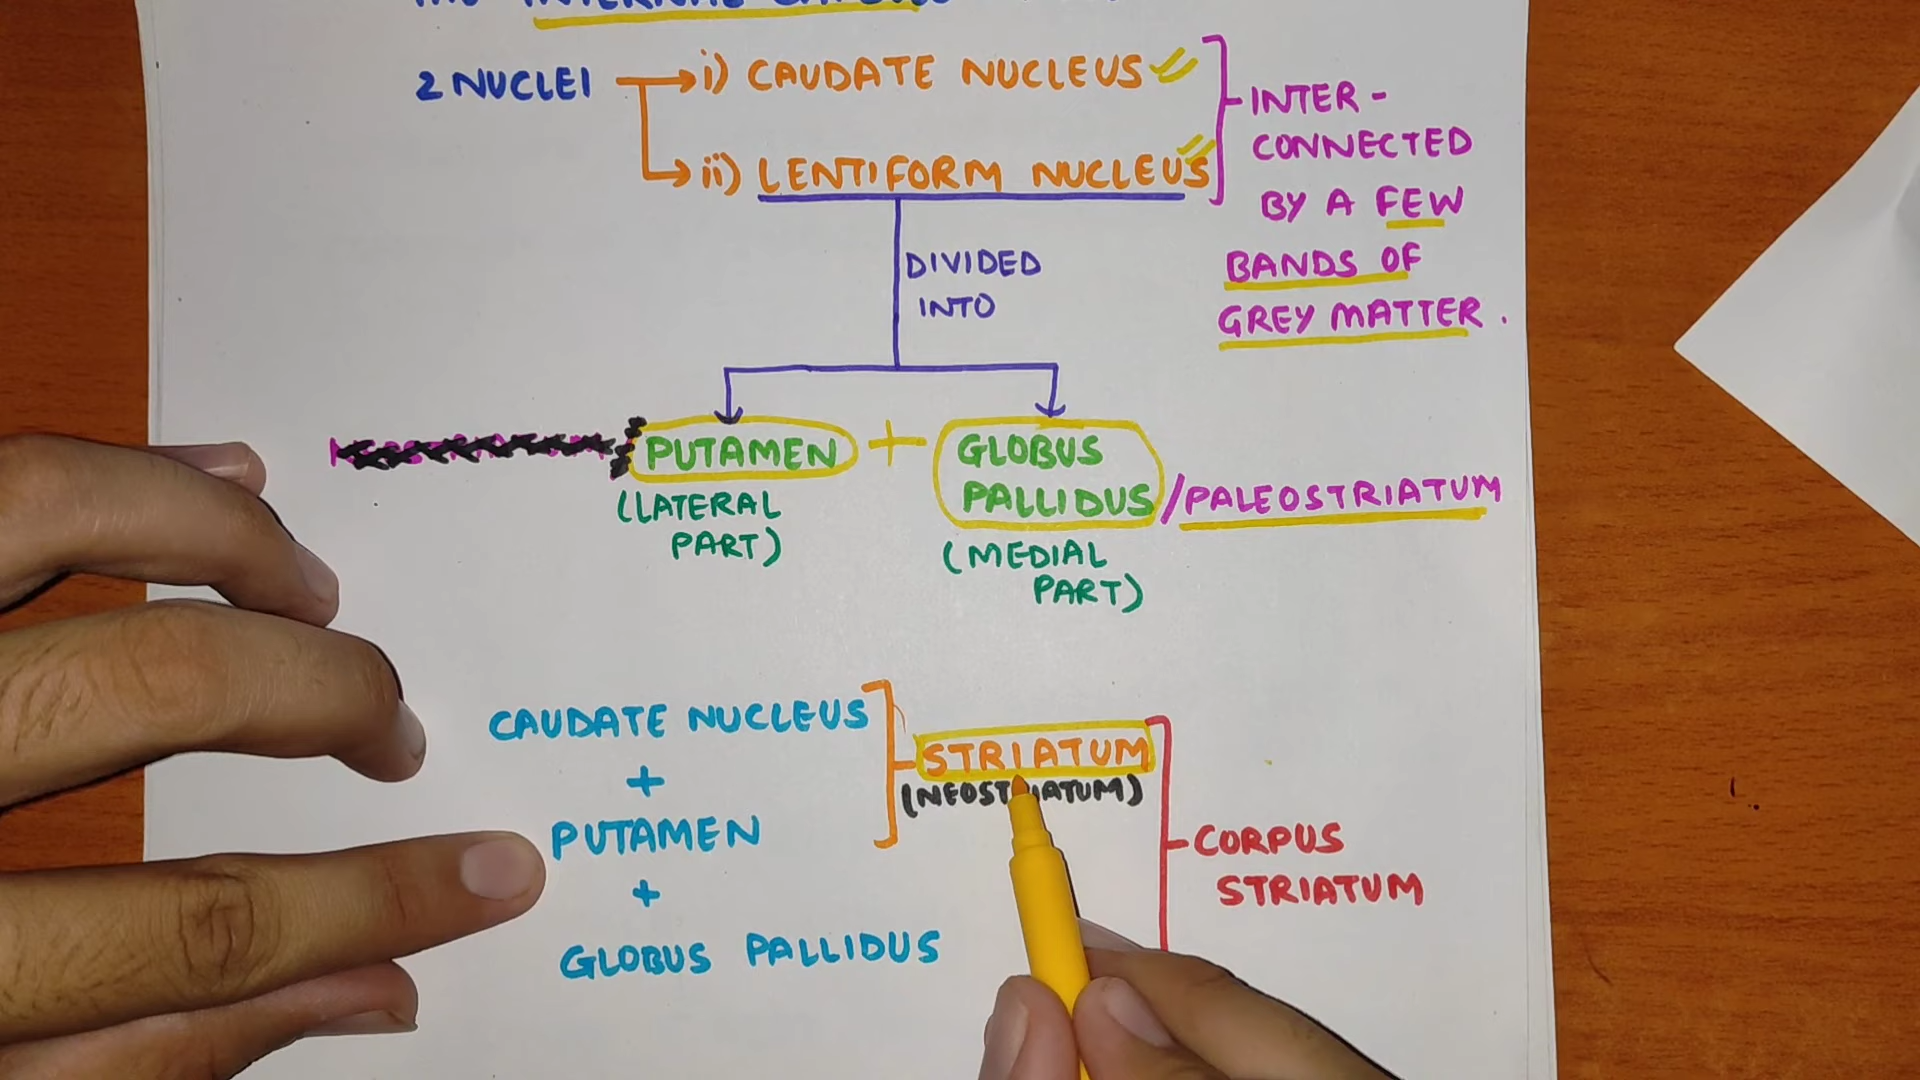 2 NUCLEI
i) CAUDATE NUCLEUS
ii) LENTIFORM NUCLEUS
INTER-
CONNECTED
BY A FEW
BANDS OF
GREY MATTER.
DIVIDED
INTO
PUTAMEN +
(LATERAL
PART)
GLOBUS
PALLIDUS /PALEOSTRIATUM
(MEDIAL
PART)
CAUDATE NUCLEUS
+
PUTAMEN
+
GLOBUS PALLIDUS
STRIATUM
(NEOSTRIATUM)
CORPUS
STRIATUM